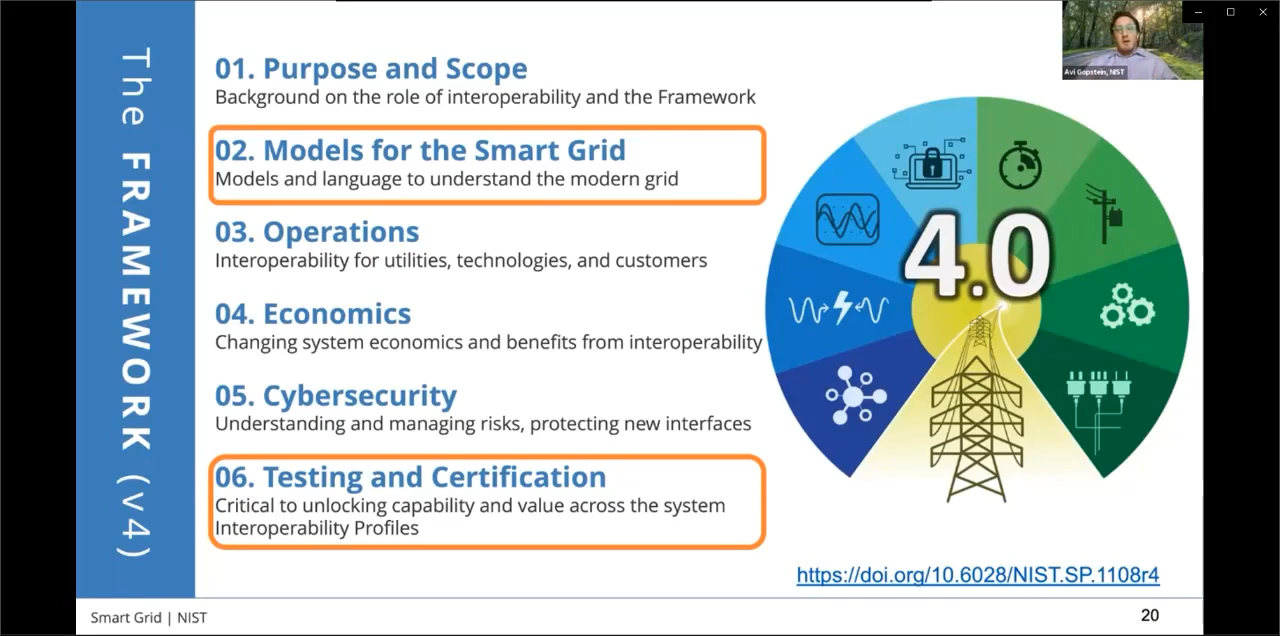 The FRAMEWORK (v4)
01. Purpose and Scope
Background on the role of interoperability and the Framework
02. Models for the Smart Grid
Models and language to understand the modern grid
03. Operations
Interoperability for utilities, technologies, and customers
04. Economics
Changing system economics and benefits from interoperability
05. Cybersecurity
Understanding and managing risks, protecting new interfaces
06. Testing and Certification
Critical to unlocking capability and value across the system
Interoperability Profiles
4.0
Avi Gopstein, NIST
https://doi.org/10.6028/NIST.SP.1108r4
Smart Grid | NIST
20